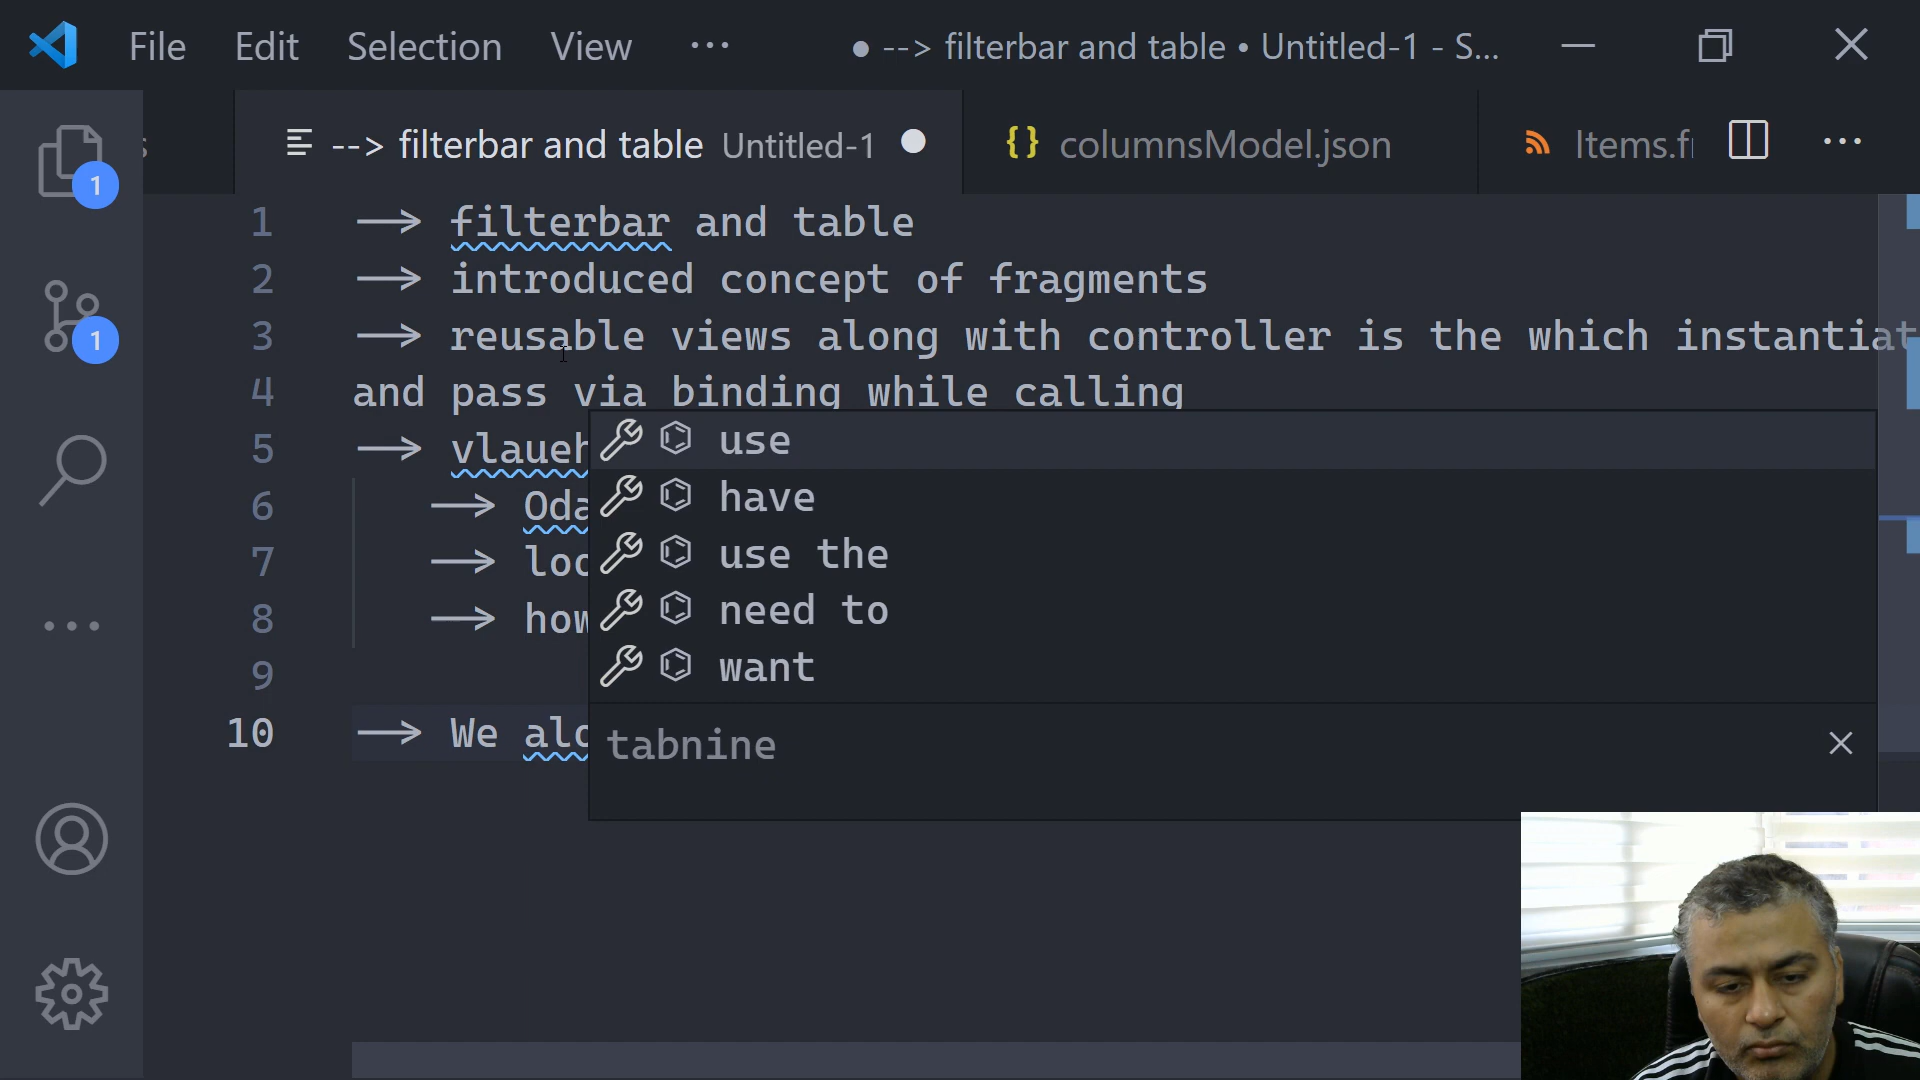 File Edit Selection View ··· ● --> filterbar and table • Untitled-1 - S...
--> filterbar and table Untitled-1 ● {} columnsModel.json Items.f
1
1
1 --> filterbar and table
2 --> introduced concept of fragments
3 --> reusable views along with controller is the which instantiat
4 and pass via binding while calling
5 --> vlaueh
6 --> Oda
7 --> loo
8 --> how
9
10 --> We alo
use
have
use the
need to
want
tabnine